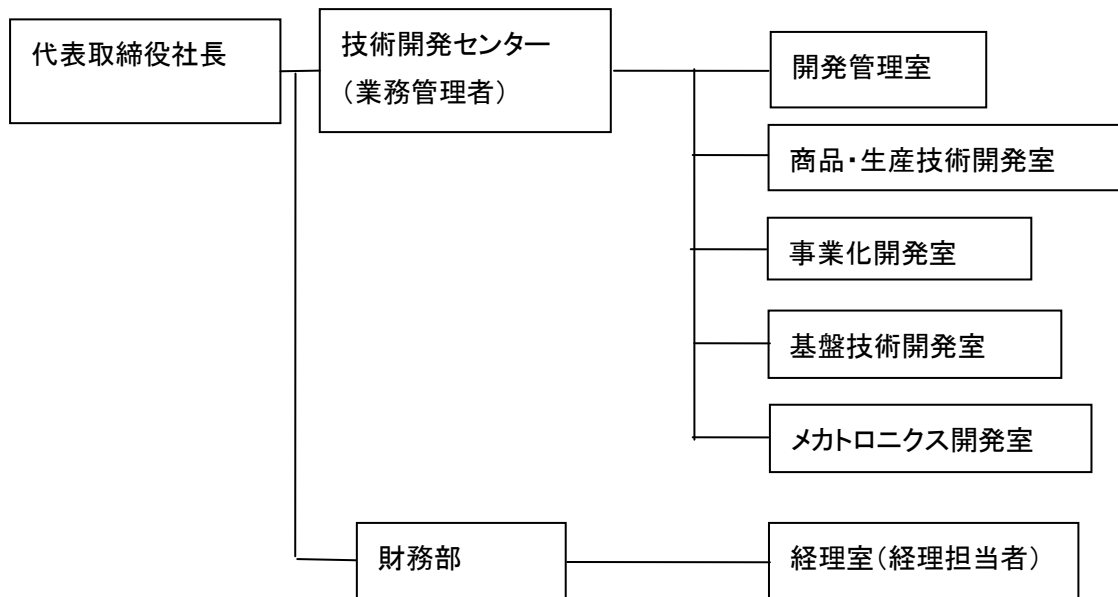 代表取締役社長
技術開発センター
（業務管理者）
開発管理室
商品・生産技術開発室
事業化開発室
基盤技術開発室
メカトロニクス開発室
財務部
経理室（経理担当者）